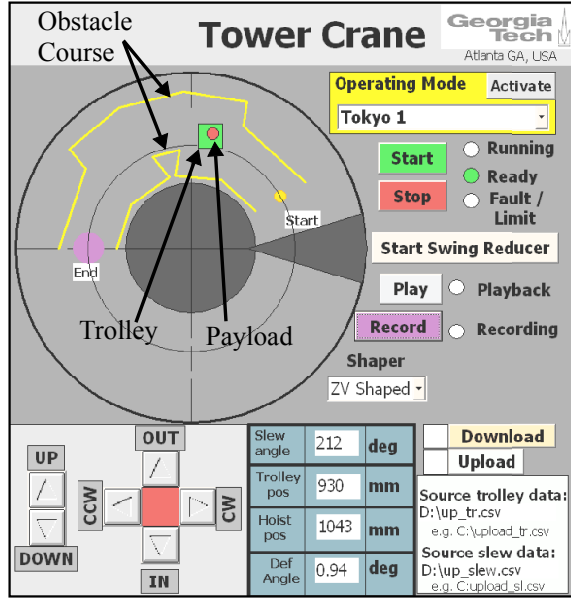 Obstacle
Course
Tower Crane
Georgia
Tech
Atlanta GA, USA
Operating Mode
Activate
Tokyo 1
Start
Running
Ready
Stop
Fault /
Limit
Start
End
Start Swing Reducer
Trolley
Payload
Play
Playback
Record
Recording
Shaper
ZV Shaped
UP
DOWN
OUT
CCW
CW
IN
Slew
angle
212
deg
Trolley
pos
930
mm
Hoist
pos
1043
mm
Def
Angle
0.94
deg
Download
Upload
Source trolley data:
D:\up_tr.csv
e.g. C:\upload_tr.csv
Source slew data:
D:\up_slew.csv
e.g. C:upload_sl.csv